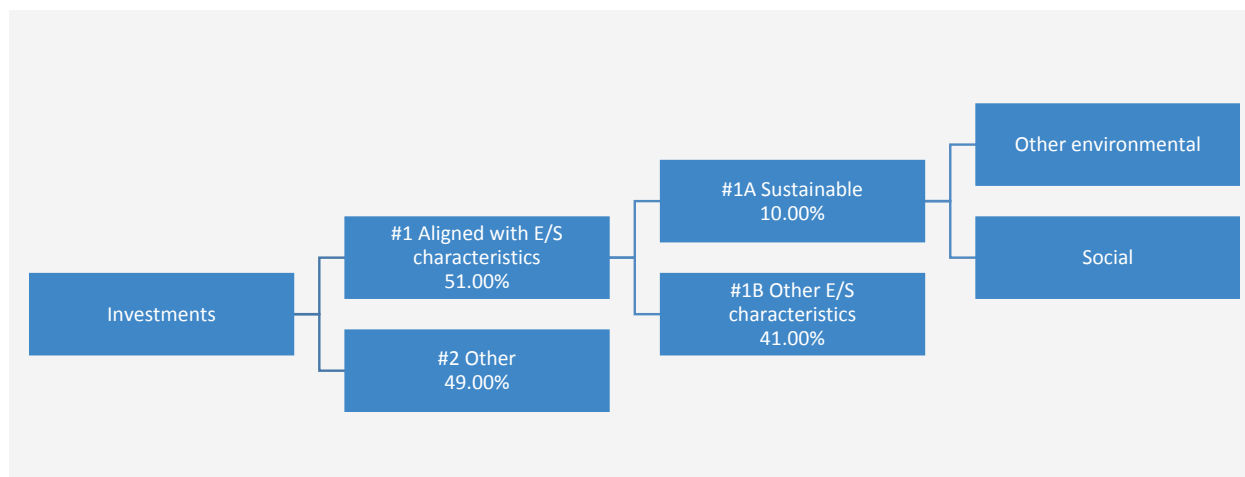 Investments
#1 Aligned with E/S
characteristics
51.00%
#2 Other
49.00%
#1A Sustainable
10.00%
#1B Other E/S
characteristics
41.00%
Other environmental
Social